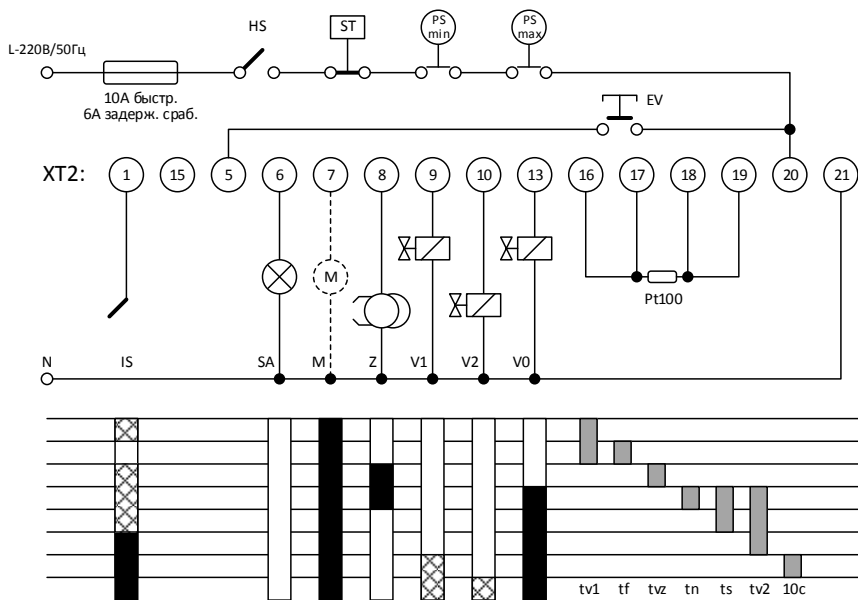 HS
ST
PS
min
PS
max
L-220В/50Гц
10А быстр.
6А задерж. сраб.
EV
XT2: 1 15 5 6 7 8 9 10 13 16 17 18 19 20 21
M
Pt100
N IS SA M Z V1 V2 V0
tv1 tf tvz tn ts tv2 10c